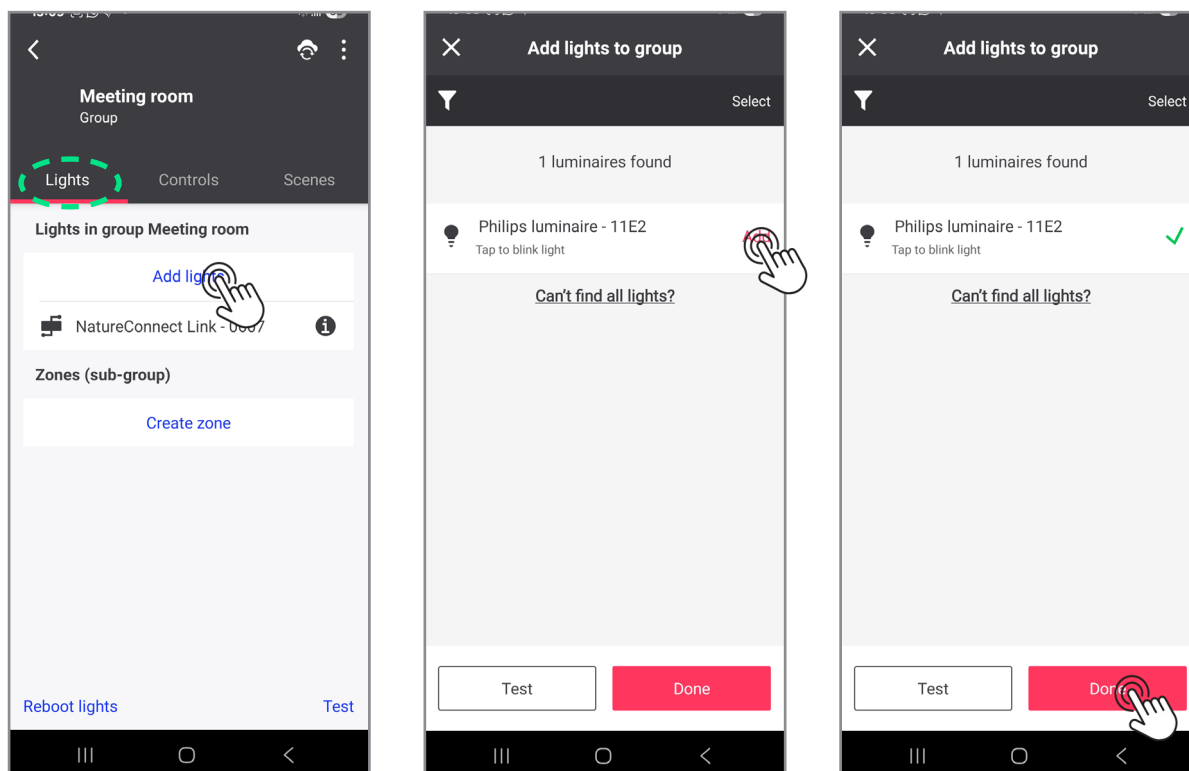 Meeting room
Group
Lights
Controls
Scenes
Lights in group Meeting room
Add lights
NatureConnect Link - 0007
Zones (sub-group)
Create zone
Reboot lights
Test
Add lights to group
Select
1 luminaires found
Philips luminaire - 11E2
Add
Tap to blink light
Can't find all lights?
Test
Done
Add lights to group
Select
1 luminaires found
Philips luminaire - 11E2
Tap to blink light
Can't find all lights?
Test
Done